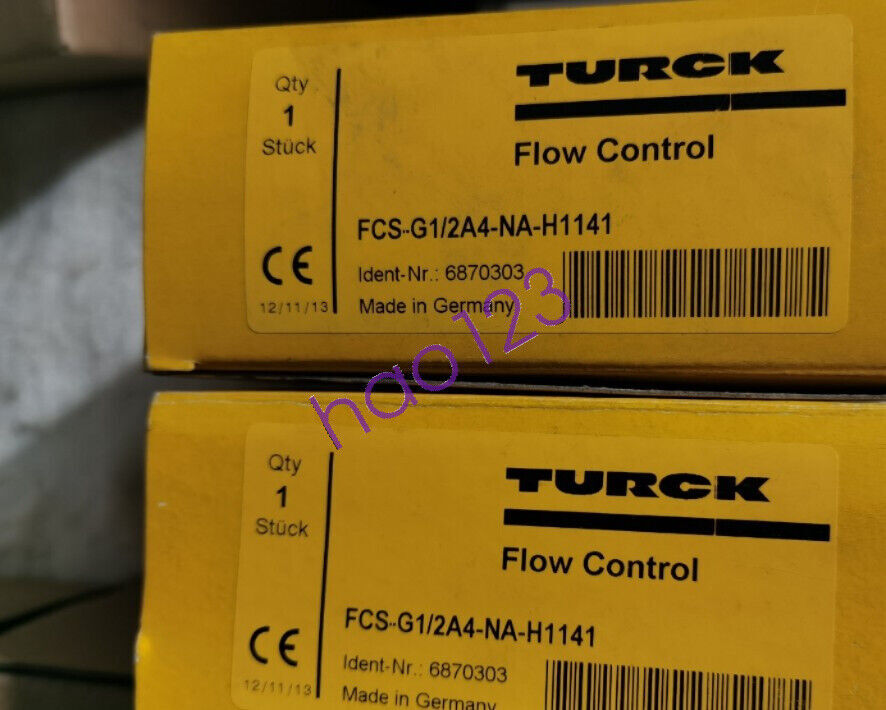 Qty
1
Stück
TURCK
Flow Control
FCS-G1/2A4-NA-H1141
Ident-Nr.: 6870303
Made in Germany
CE
12/11/13
hao123
Qty
1
Stück
TURCK
Flow Control
FCS-G1/2A4-NA-H1141
Ident-Nr.: 6870303
Made in Germany
CE
12/11/13